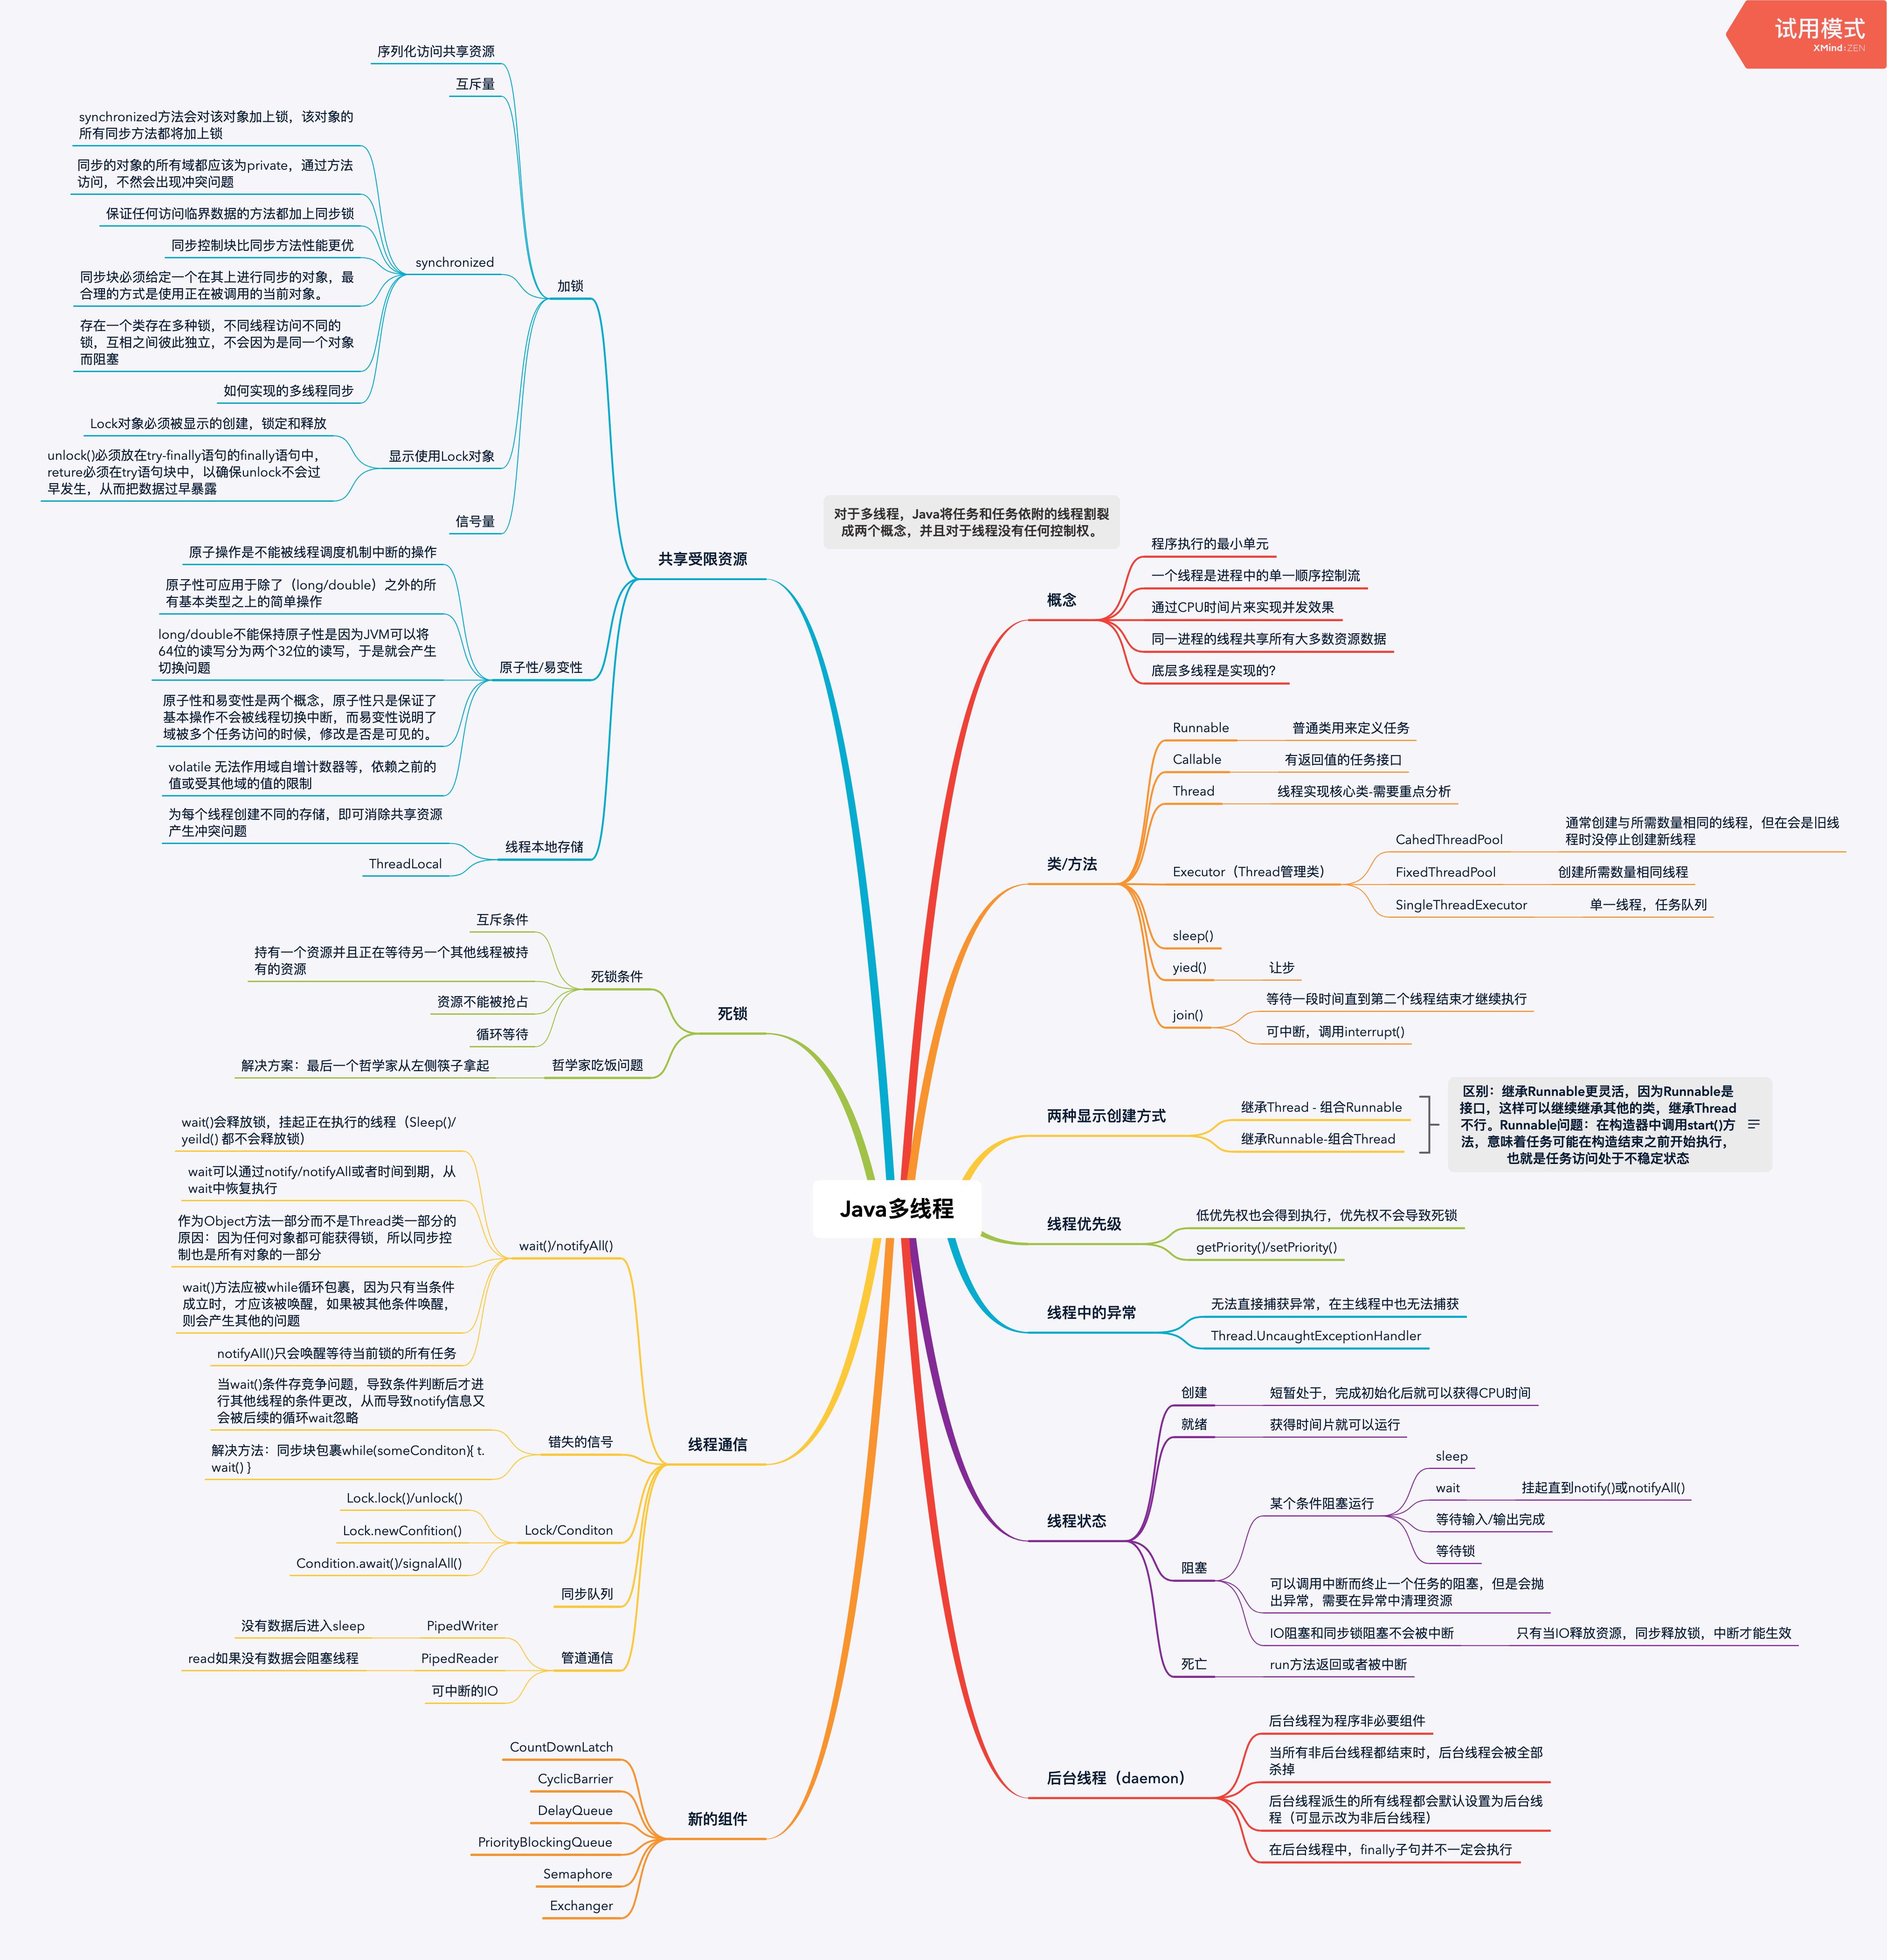 试用模式
XMind:ZEN
Java多线程
对于多线程，Java将任务和任务依附的线程割裂
成两个概念，并且对于线程没有任何控制权。
概念
程序执行的最小单元
一个线程是进程中的单一顺序控制流
通过CPU时间片来实现并发效果
同一进程的线程共享所有大多数资源数据
底层多线程是实现的?
类/方法
Runnable
普通类用来定义任务
Callable
有返回值的任务接口
Thread
线程实现核心类-需要重点分析
Executor（Thread管理类）
CahedThreadPool
通常创建与所需数量相同的线程，但在会是旧线
程时没停止创建新线程
FixedThreadPool
创建所需数量相同线程
SingleThreadExecutor
单一线程，任务队列
sleep()
yied()
让步
join()
等待一段时间直到第二个线程结束才继续执行
可中断，调用interrupt()
两种显示创建方式
继承Thread - 组合Runnable
继承Runnable-组合Thread
区别：继承Runnable更灵活，因为Runnable是
接口，这样可以继续继承其他的类，继承Thread
不行。Runnable问题：在构造器中调用start()方
法，意味着任务可能在构造结束之前开始执行，
也就是任务访问处于不稳定状态
线程优先级
低优先权也会得到执行，优先权不会导致死锁
getPriority()/setPriority()
线程中的异常
无法直接捕获异常，在主线程中也无法捕获
Thread.UncaughtExceptionHandler
线程状态
创建
短暂处于，完成初始化后就可以获得CPU时间
就绪
获得时间片就可以运行
阻塞
某个条件阻塞运行
sleep
wait
挂起直到notify()或notifyAll()
等待输入/输出完成
等待锁
可以调用中断而终止一个任务的阻塞，但是会抛
出异常，需要在异常中清理资源
IO阻塞和同步锁阻塞不会被中断
只有当IO释放资源，同步释放锁，中断才能生效
死亡
run方法返回或者被中断
后台线程（daemon）
后台线程为程序非必要组件
当所有非后台线程都结束时，后台线程会被全部
杀掉
后台线程派生的所有线程都会默认设置为后台线
程（可显示改为非后台线程）
在后台线程中，finally子句并不一定会执行
共享受限资源
加锁
序列化访问共享资源
互斥量
synchronized
synchronized方法会对该对象加上锁，该对象的
所有同步方法都将加上锁
同步的对象的所有域都应该为private，通过方法
访问，不然会出现冲突问题
保证任何访问临界数据的方法都加上同步锁
同步控制块比同步方法性能更优
同步块必须给定一个在其上进行同步的对象，最
合理的方式是使用正在被调用的当前对象。
存在一个类存在多种锁，不同线程访问不同的
锁，互相之间彼此独立，不会因为是同一个对象
而阻塞
如何实现的多线程同步
显示使用Lock对象
Lock对象必须被显示的创建，锁定和释放
unlock()必须放在try-finally语句的finally语句中，
reture必须在try语句块中，以确保unlock不会过
早发生，从而把数据过早暴露
信号量
原子性/易变性
原子操作是不能被线程调度机制中断的操作
原子性可应用于除了（long/double）之外的所
有基本类型之上的简单操作
long/double不能保持原子性是因为JVM可以将
64位的读写分为两个32位的读写，于是就会产生
切换问题
原子性和易变性是两个概念，原子性只是保证了
基本操作不会被线程切换中断，而易变性说明了
域被多个任务访问的时候，修改是否是可见的。
volatile 无法作用域自增计数器等，依赖之前的
值或受其他域的值的限制
线程本地存储
为每个线程创建不同的存储，即可消除共享资源
产生冲突问题
ThreadLocal
死锁
死锁条件
互斥条件
持有一个资源并且正在等待另一个其他线程被持
有的资源
资源不能被抢占
循环等待
哲学家吃饭问题
解决方案：最后一个哲学家从左侧筷子拿起
线程通信
wait()/notifyAll()
wait()会释放锁，挂起正在执行的线程（Sleep()/
yeild() 都不会释放锁）
wait可以通过notify/notifyAll或者时间到期，从
wait中恢复执行
作为Object方法一部分而不是Thread类一部分的
原因：因为任何对象都可能获得锁，所以同步控
制也是所有对象的一部分
wait()方法应被while循环包裹，因为只有当条件
成立时，才应该被唤醒，如果被其他条件唤醒，
则会产生其他的问题
notifyAll()只会唤醒等待当前锁的所有任务
错失的信号
当wait()条件存竞争问题，导致条件判断后才进
行其他线程的条件更改，从而导致notify信息又
会被后续的循环wait忽略
解决方法：同步块包裹while(someConditon){ t.
wait() }
Lock/Conditon
Lock.lock()/unlock()
Lock.newConfition()
Condition.await()/signalAll()
同步队列
管道通信
PipedWriter
没有数据后进入sleep
PipedReader
read如果没有数据会阻塞线程
可中断的IO
新的组件
CountDownLatch
CyclicBarrier
DelayQueue
PriorityBlockingQueue
Semaphore
Exchanger